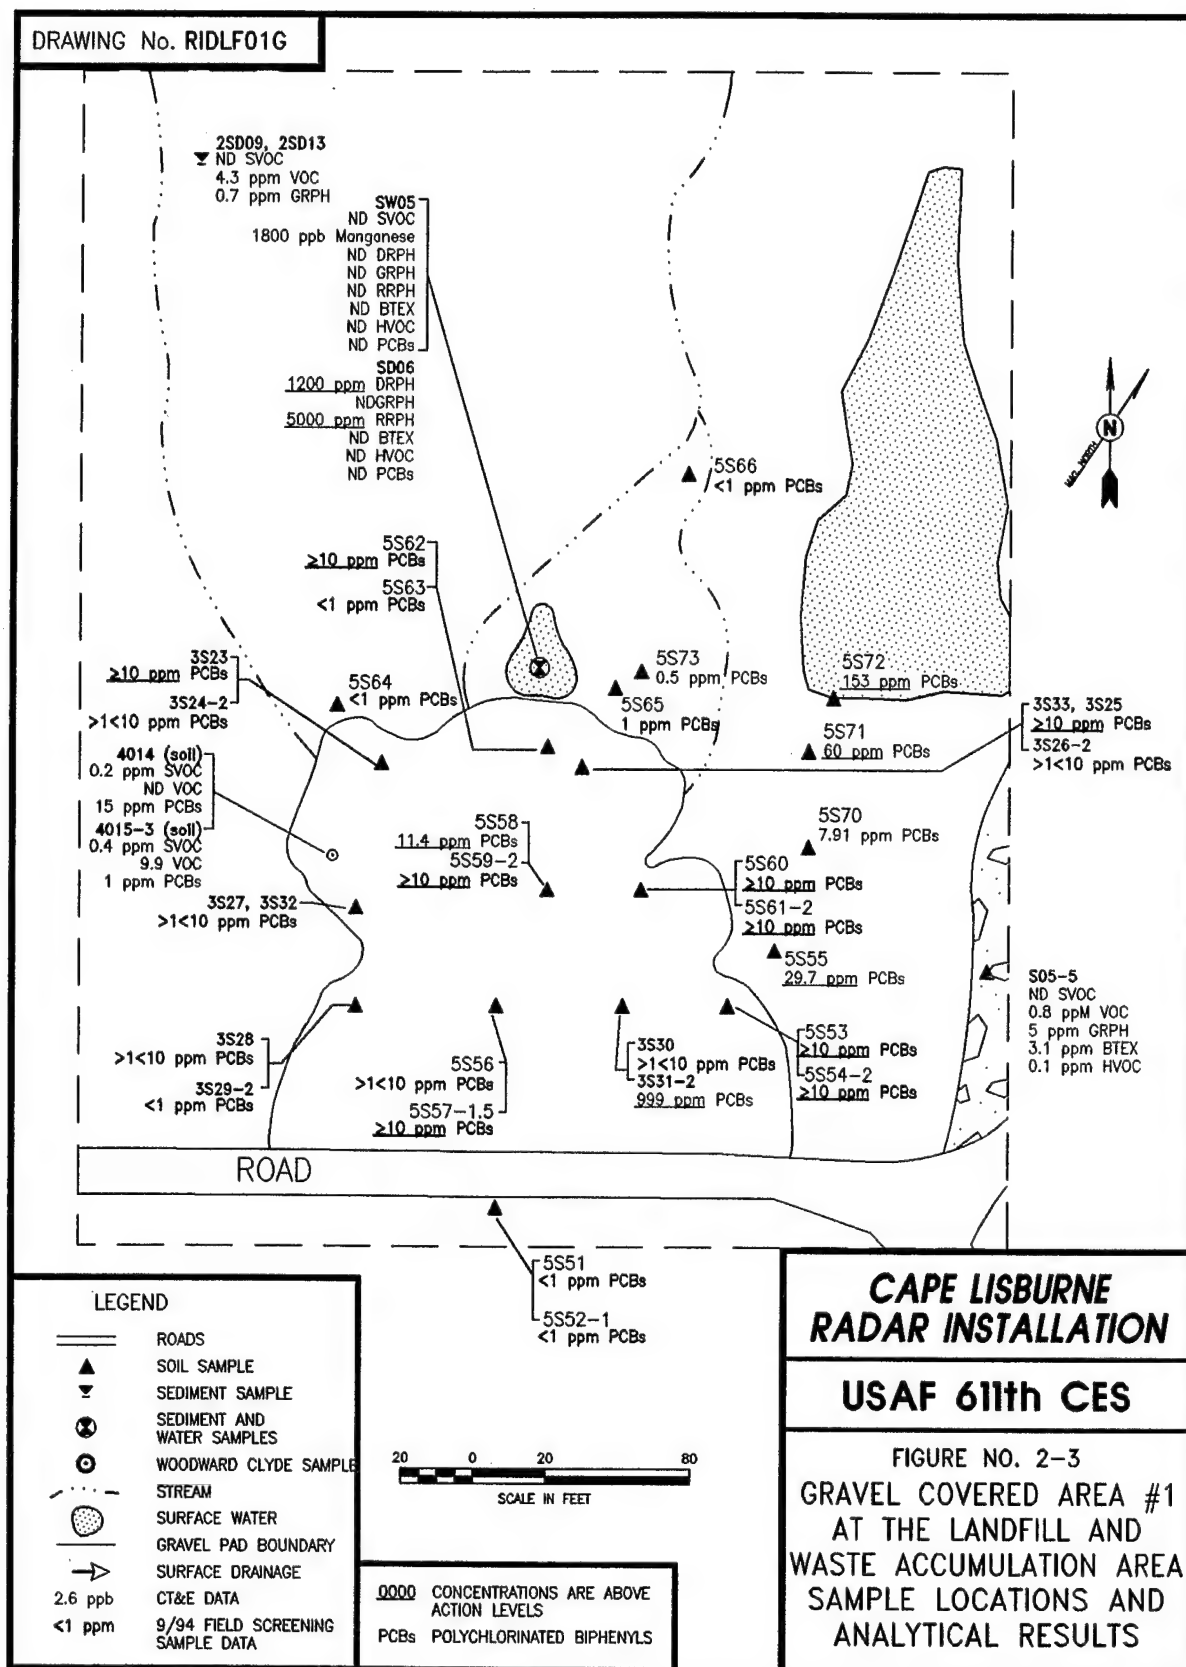 DRAWING No. RIDLF01G
2SD09, 2SD13
ND SVOC
4.3 ppm VOC
0.7 ppm GRPH
SW05
ND SVOC
1800 ppb Manganese
ND DRPH
ND GRPH
ND RRPH
ND BTEX
ND HVOC
ND PCBs
SD06
1200 ppm DRPH
NDGRPH
5000 ppm RRPH
ND BTEX
ND HVOC
ND PCBs
N
MAG. NORTH
5S66
<1 ppm PCBs
5S62
≥10 ppm PCBs
5S63
<1 ppm PCBs
3S23
≥10 ppm PCBs
3S24-2
>1<10 ppm PCBs
5S64
<1 ppm PCBs
5S73
0.5 ppm PCBs
5S65
1 ppm PCBs
5S72
153 ppm PCBs
5S71
60 ppm PCBs
3S33, 3S25
≥10 ppm PCBs
3S26-2
>1<10 ppm PCBs
4014 (soil)
0.2 ppm SVOC
ND VOC
15 ppm PCBs
4015-3 (soil)
0.4 ppm SVOC
9.9 VOC
1 ppm PCBs
5S58
11.4 ppm PCBs
5S59-2
≥10 ppm PCBs
5S70
7.91 ppm PCBs
5S60
≥10 ppm PCBs
5S61-2
≥10 ppm PCBs
3S27, 3S32
>1<10 ppm PCBs
5S55
29.7 ppm PCBs
S05-5
ND SVOC
0.8 ppM VOC
5 ppm GRPH
3.1 ppm BTEX
0.1 ppm HVOC
3S28
>1<10 ppm PCBs
3S29-2
<1 ppm PCBs
5S56
>1<10 ppm PCBs
5S57-1.5
≥10 ppm PCBs
3S30
>1<10 ppm PCBs
3S31-2
999 ppm PCBs
5S53
≥10 ppm PCBs
5S54-2
≥10 ppm PCBs
ROAD
5S51
<1 ppm PCBs
5S52-1
<1 ppm PCBs
LEGEND
ROADS
SOIL SAMPLE
SEDIMENT SAMPLE
SEDIMENT AND
WATER SAMPLES
WOODWARD CLYDE SAMPLE
STREAM
SURFACE WATER
GRAVEL PAD BOUNDARY
SURFACE DRAINAGE
2.6 ppb CT&E DATA
<1 ppm 9/94 FIELD SCREENING
SAMPLE DATA
20 0 20 80
SCALE IN FEET
0000 CONCENTRATIONS ARE ABOVE
ACTION LEVELS
PCBs POLYCHLORINATED BIPHENYLS
CAPE LISBURNE
RADAR INSTALLATION
USAF 611th CES
FIGURE NO. 2-3
GRAVEL COVERED AREA #1
AT THE LANDFILL AND
WASTE ACCUMULATION AREA
SAMPLE LOCATIONS AND
ANALYTICAL RESULTS